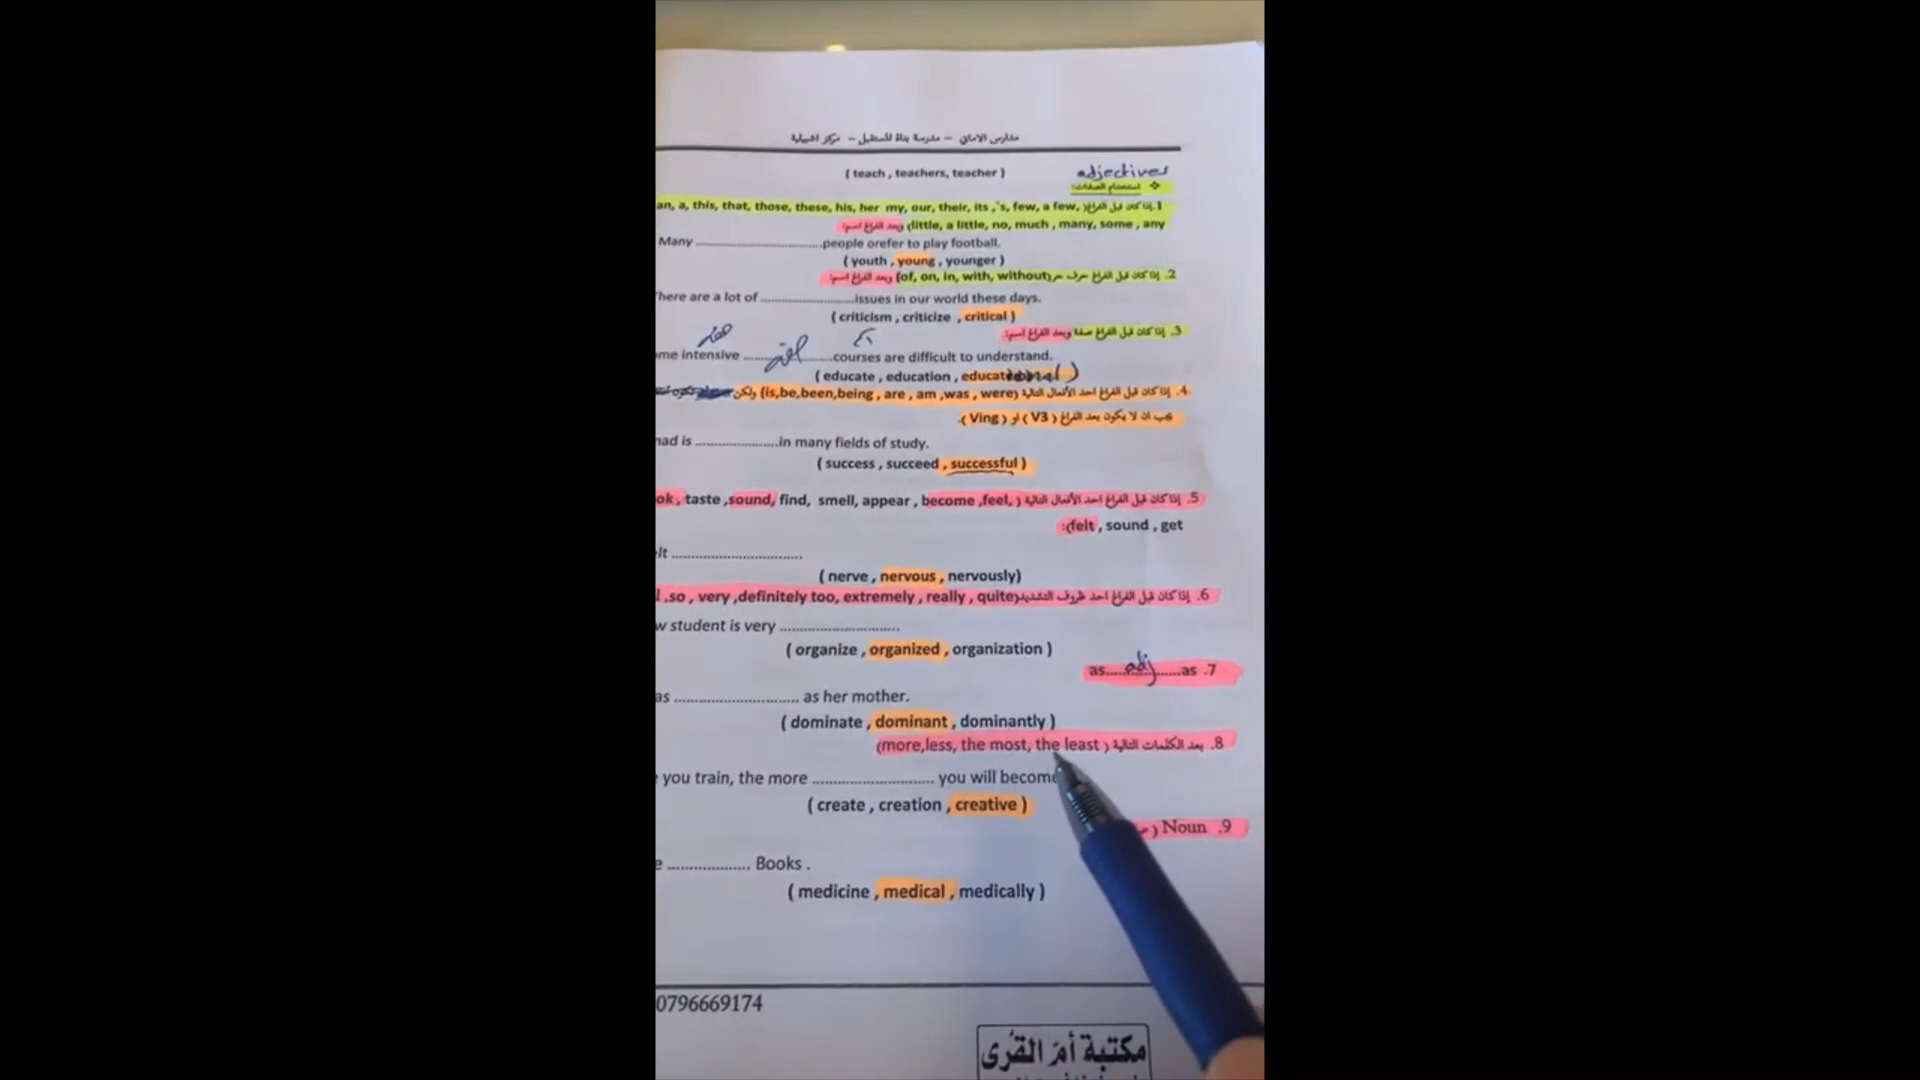 مدارس الاماني - مدرسة بناة المستقبل - مركز اشبيلية
( teach , teachers, teacher )
adjectives
❖ استخدام الصفات:
1. إذا كان قبل الفراغ( an, a, this, that, those, these, his, her my, our, their, its ,'s, few, a few,
little, a little, no, much , many, some , any) وبعد الفراغ اسم:
Many ..............................people orefer to play football.
( youth , young , younger )
2. إذا كان قبل الفراغ حرف جر(of, on, in, with, without) وبعد الفراغ اسم:
here are a lot of ........................issues in our world these days.
( criticism , criticize , critical )
3. إذا كان قبل الفراغ صفة وبعد الفراغ اسم:
me intensive .......................courses are difficult to understand.
( educate , education , educational )
4. إذا كان قبل الفراغ احد الأفعال التالية (is,be,been,being , are , am ,was , were) ولكن
يجب ان لا يكون بعد الفراغ ( V3 ) او ( Ving ).
nad is .....................in many fields of study.
( success , succeed , successful )
5. إذا كان قبل الفراغ احد الأفعال التالية ( ok , taste ,sound, find, smell, appear , become ,feel,
felt , sound , get):
lt ................................
( nerve , nervous , nervously)
6. إذا كان قبل الفراغ احد ظروف التشديد(l ,so , very ,definitely too, extremely , really , quite
w student is very ..............................
( organize , organized , organization )
7. as.....adj......as
as ............................... as her mother.
( dominate , dominant , dominantly )
8. بعد الكلمات التالية ( more,less, the most, the least)
you train, the more .............................. you will become
( create , creation , creative )
9. Noun (
e .................... Books .
( medicine , medical , medically )
0796669174
مكتبة أم القُرى